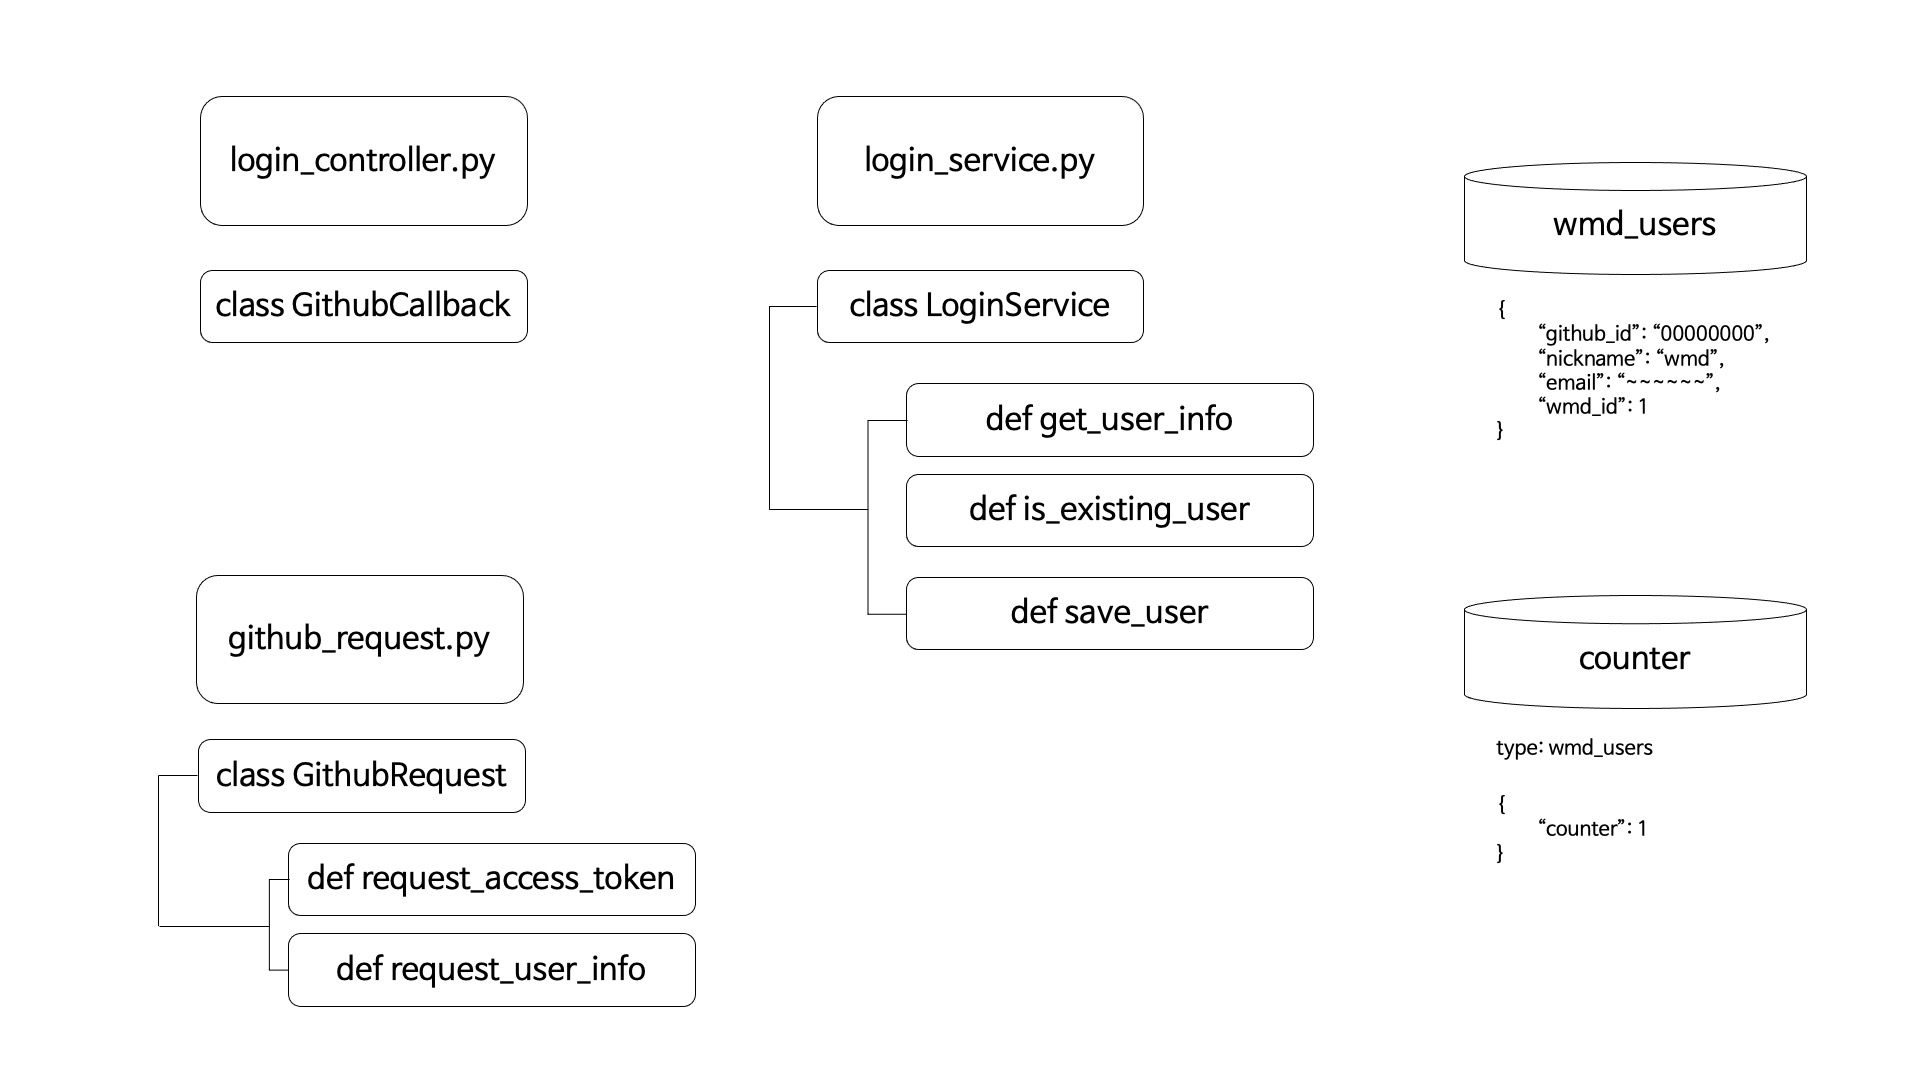 login_controller.py
class GithubCallback
github_request.py
class GithubRequest
def request_access_token
def request_user_info
login_service.py
class LoginService
def get_user_info
def is_existing_user
def save_user
wmd_users
{
“github_id”: “00000000”,
“nickname”: “wmd”,
“email”: “~~~~~~”,
“wmd_id”: 1
}
counter
type: wmd_users
{
“counter”: 1
}